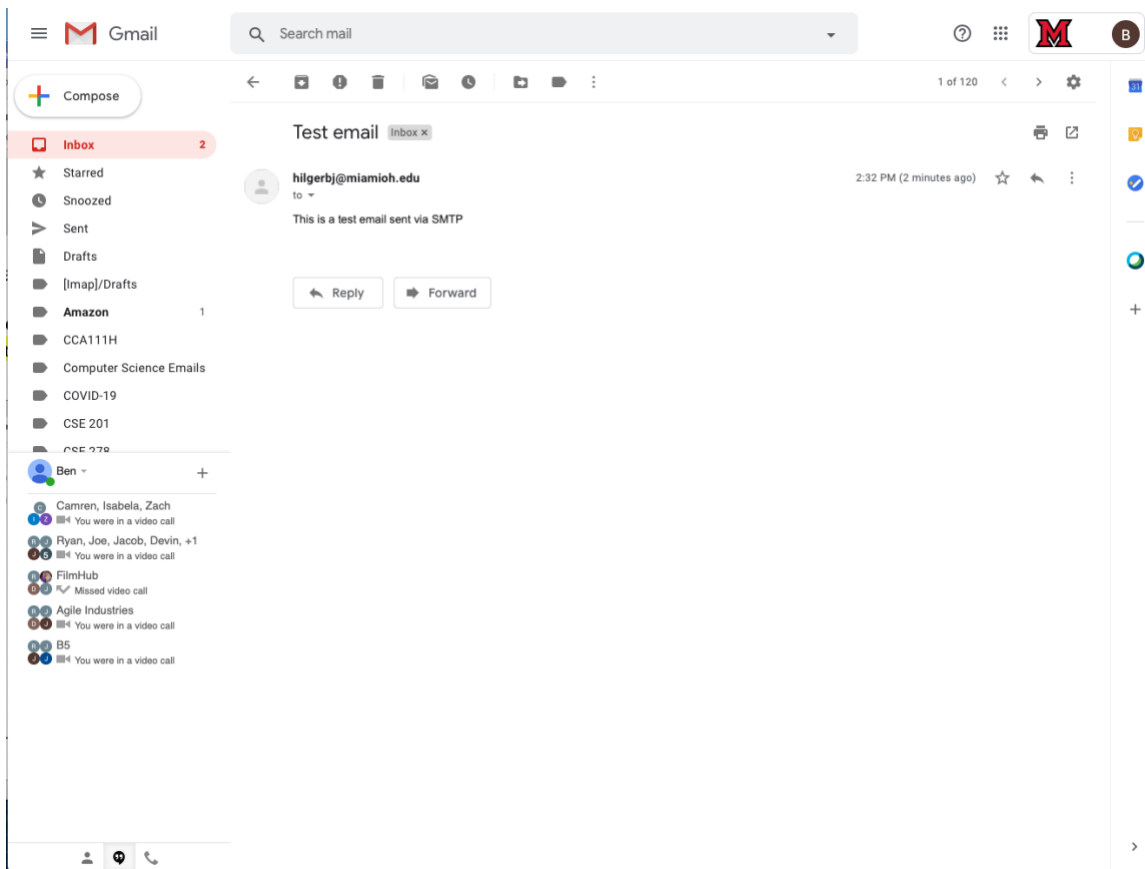 Gmail
Search mail
M
B
Compose
1 of 120
31
Test email Inbox x
Inbox 2
Starred
hilgerbj@miamioh.edu 2:32 PM (2 minutes ago)
to
Snoozed
This is a test email sent via SMTP
Sent
Drafts
[Imap]/Drafts
Reply Forward
Amazon 1
CCA111H
Computer Science Emails
COVID-19
CSE 201
CSE 278
Ben
Camren, Isabela, Zach
You were in a video call
Ryan, Joe, Jacob, Devin, +1
You were in a video call
FilmHub
Missed video call
Agile Industries
You were in a video call
B5
You were in a video call